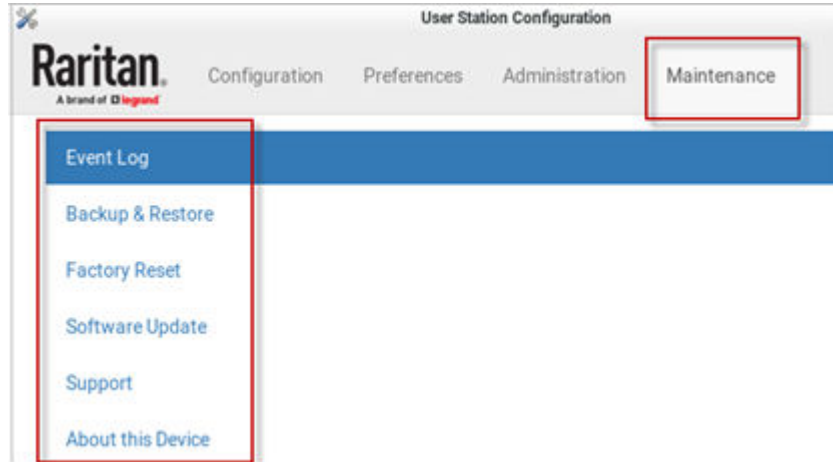 User Station Configuration
Raritan.
A brand of legrand
Configuration Preferences Administration Maintenance
Event Log
Backup & Restore
Factory Reset
Software Update
Support
About this Device